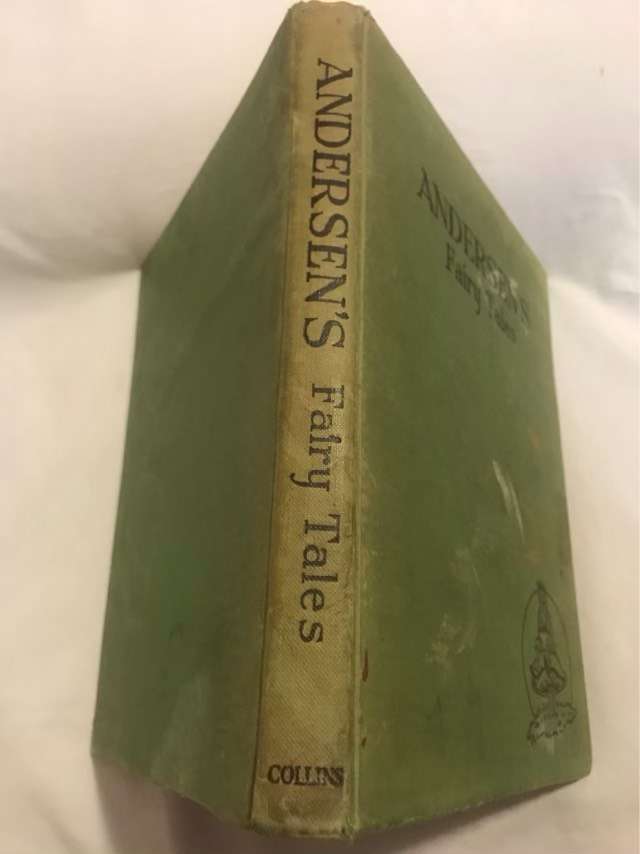 ANDERSEN'S Fairy Tales
COLLINS
ANDERSEN'S
Fairy Tales